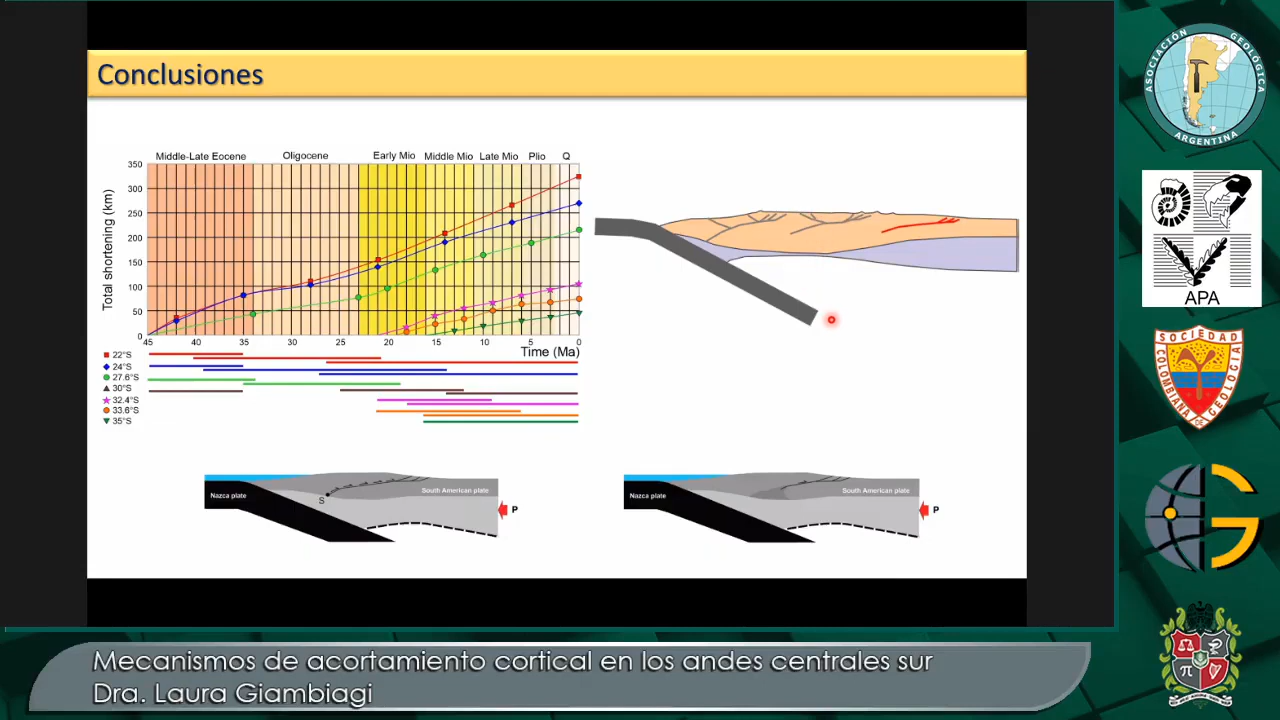 Conclusiones
Middle-Late Eocene Oligocene Early Mio Middle Mio Late Mio Plio Q
Total shortening (km)
350
300
250
200
150
100
50
0
45 40 35 30 25 20 15 10 5 0
Time (Ma)
22°S
24°S
27.6°S
30°S
32.4°S
33.6°S
35°S
Nazca plate
S
South American plate
P
Nazca plate
South American plate
P
ASOCIACIÓN GEOLÓGICA
ARGENTINA
APA
SOCIEDAD
COLOMBIANA DE GEOLOGIA
Mecanismos de acortamiento cortical en los andes centrales sur
Dra. Laura Giambiagi